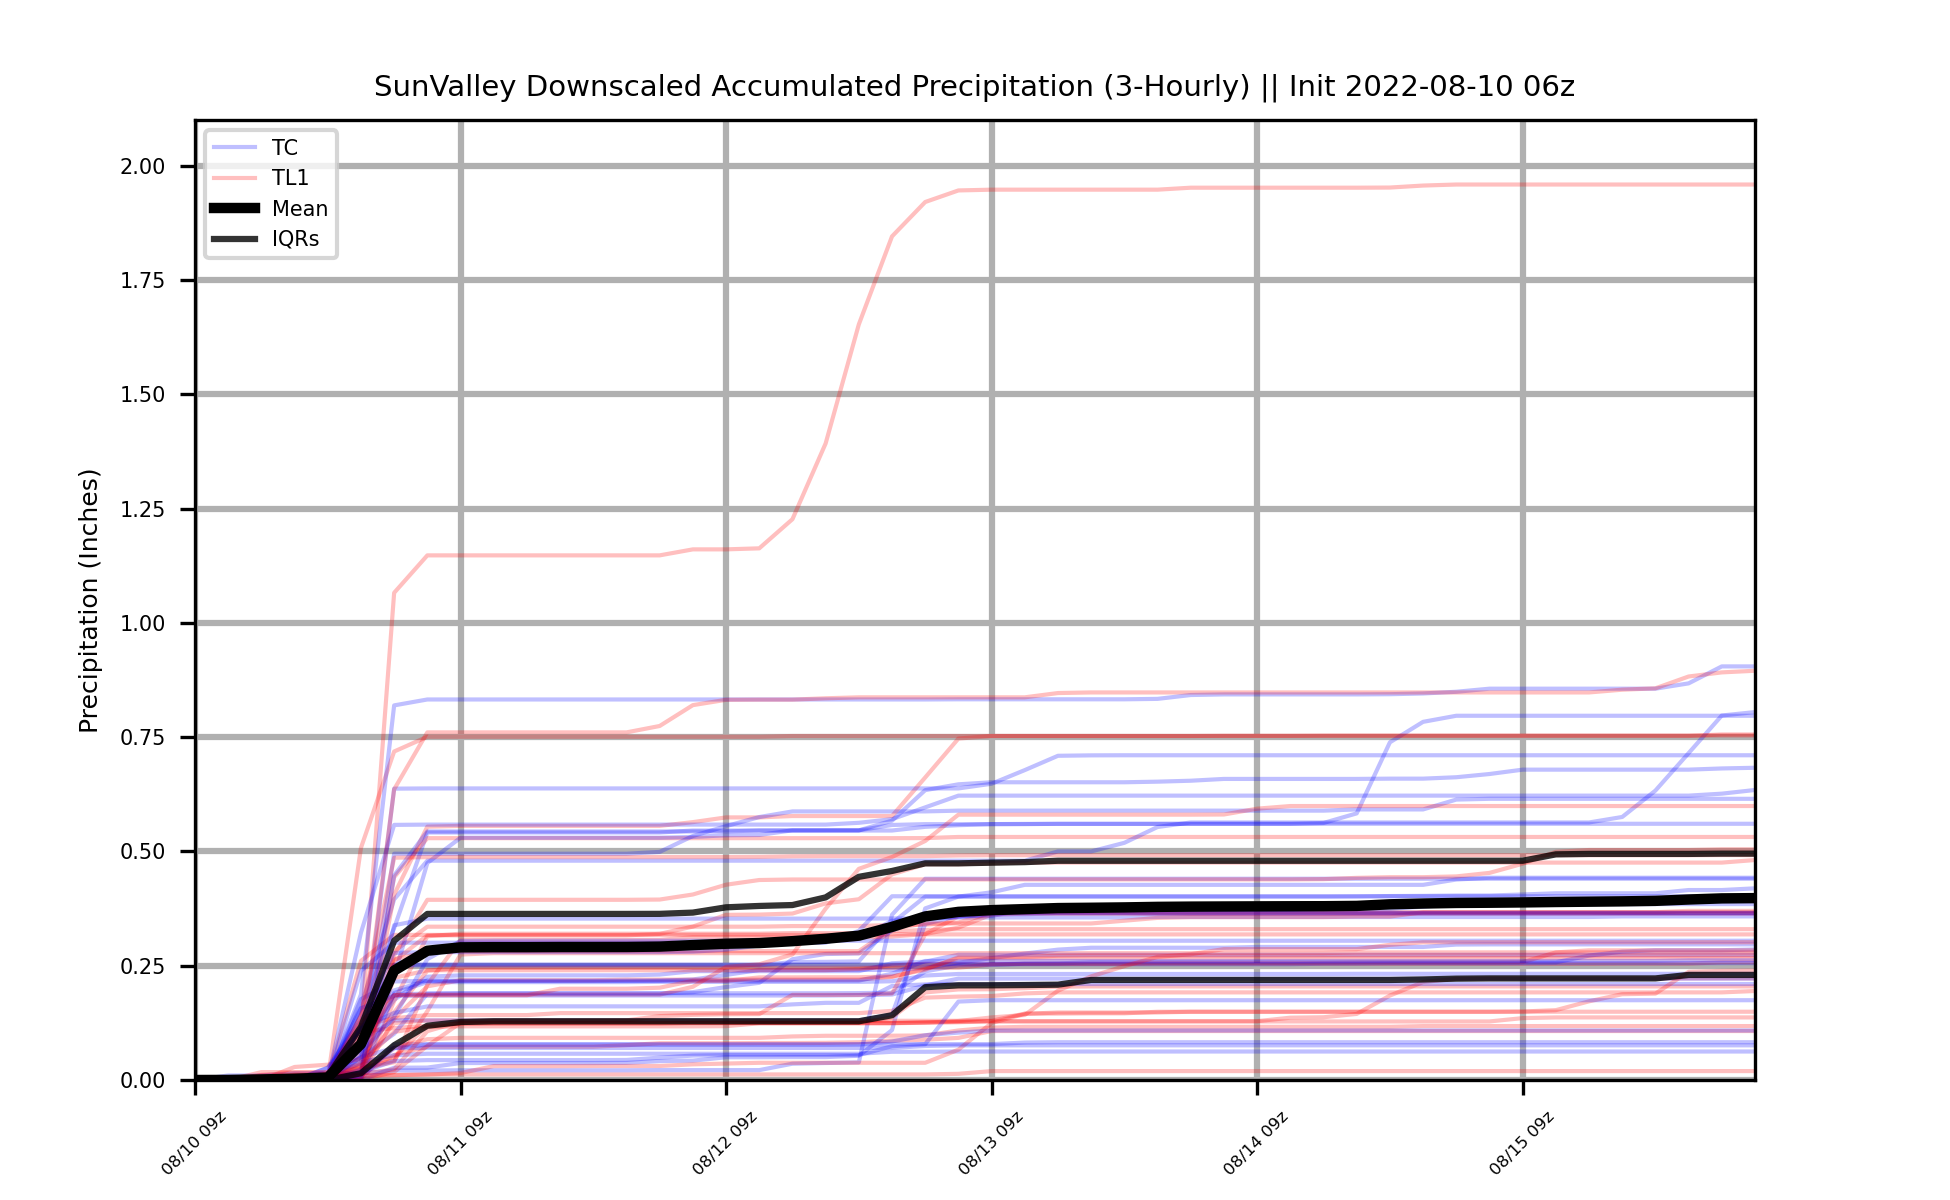 SunValley Downscaled Accumulated Precipitation (3-Hourly) || Init 2022-08-10 06z
TC
TL1
Mean
IQRs
2.00
1.75
1.50
1.25
1.00
0.75
0.50
0.25
0.00
Precipitation (Inches)
08/10 09z
08/11 09z
08/12 09z
08/13 09z
08/14 09z
08/15 09z